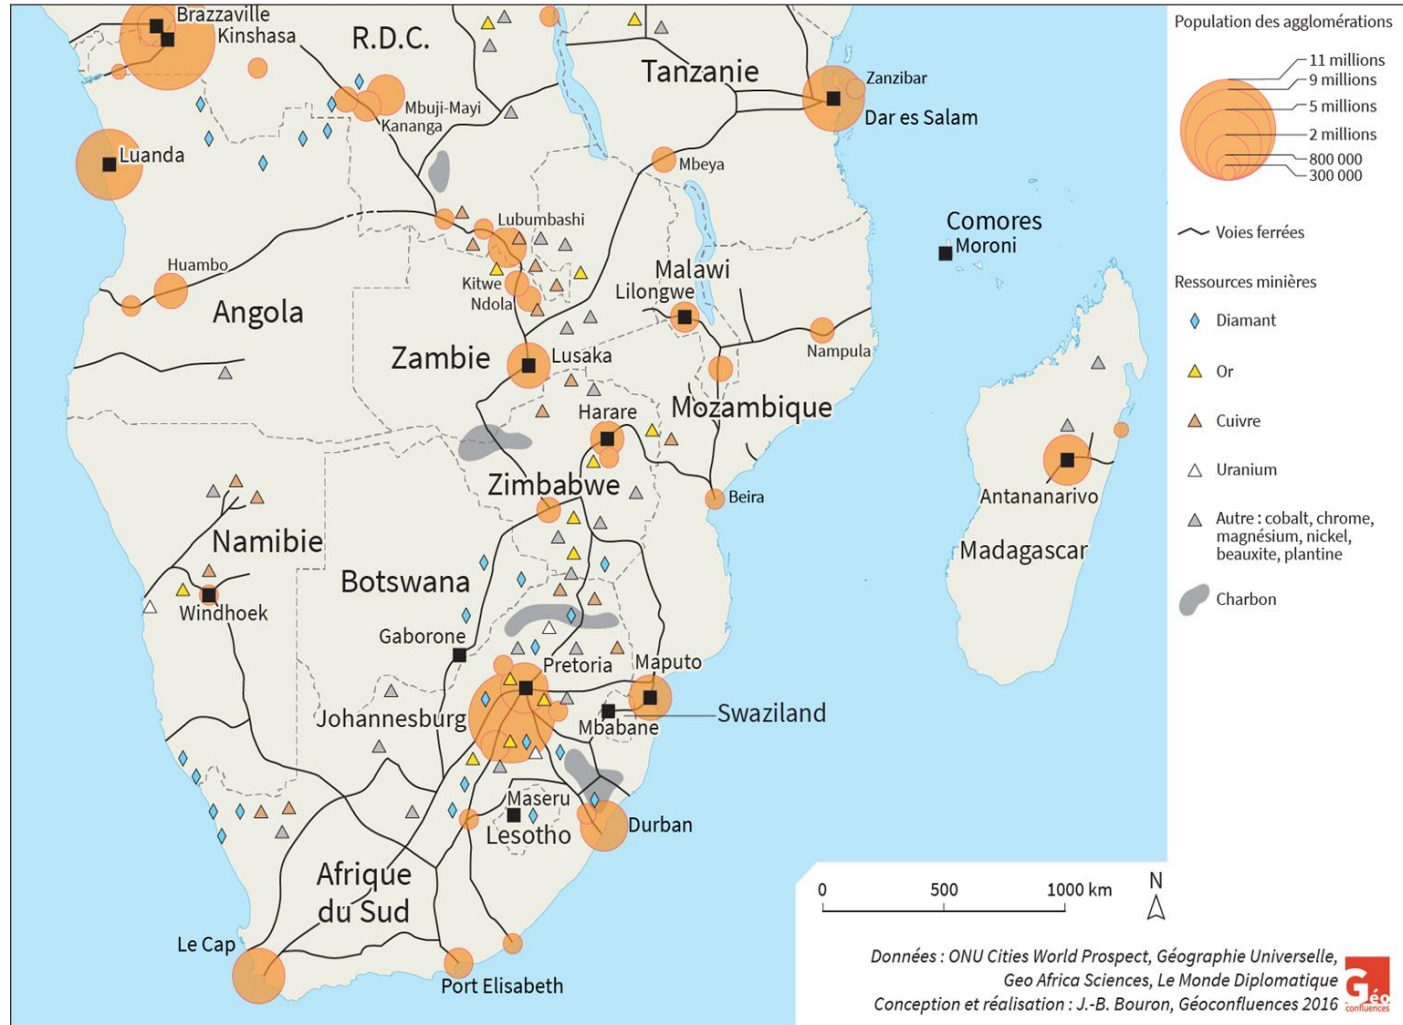 Brazzaville
Kinshasa
R.D.C.
Tanzanie
Zanzibar
Dar es Salam
Mbuji-Mayi
Kananga
Luanda
Mbeya
Lubumbashi
Comores
Moroni
Huambo
Kitwe
Ndola
Malawi
Lilongwe
Angola
Nampula
Zambie
Lusaka
Mozambique
Harare
Zimbabwe
Beira
Antananarivo
Madagascar
Namibie
Botswana
Windhoek
Gaborone
Pretoria
Maputo
Johannesburg
Swaziland
Mbabane
Maseru
Lesotho
Durban
Afrique
du Sud
Le Cap
Port Elisabeth
Population des agglomérations
11 millions
9 millions
5 millions
2 millions
800 000
300 000
Voies ferrées
Ressources minières
Diamant
Or
Cuivre
Uranium
Autre : cobalt, chrome,
magnésium, nickel,
beauxite, plantine
Charbon
0 500 1000 km
N
Données : ONU Cities World Prospect, Géographie Universelle,
Geo Africa Sciences, Le Monde Diplomatique
Conception et réalisation : J.-B. Bouron, Géoconfluences 2016
Géo
confluences